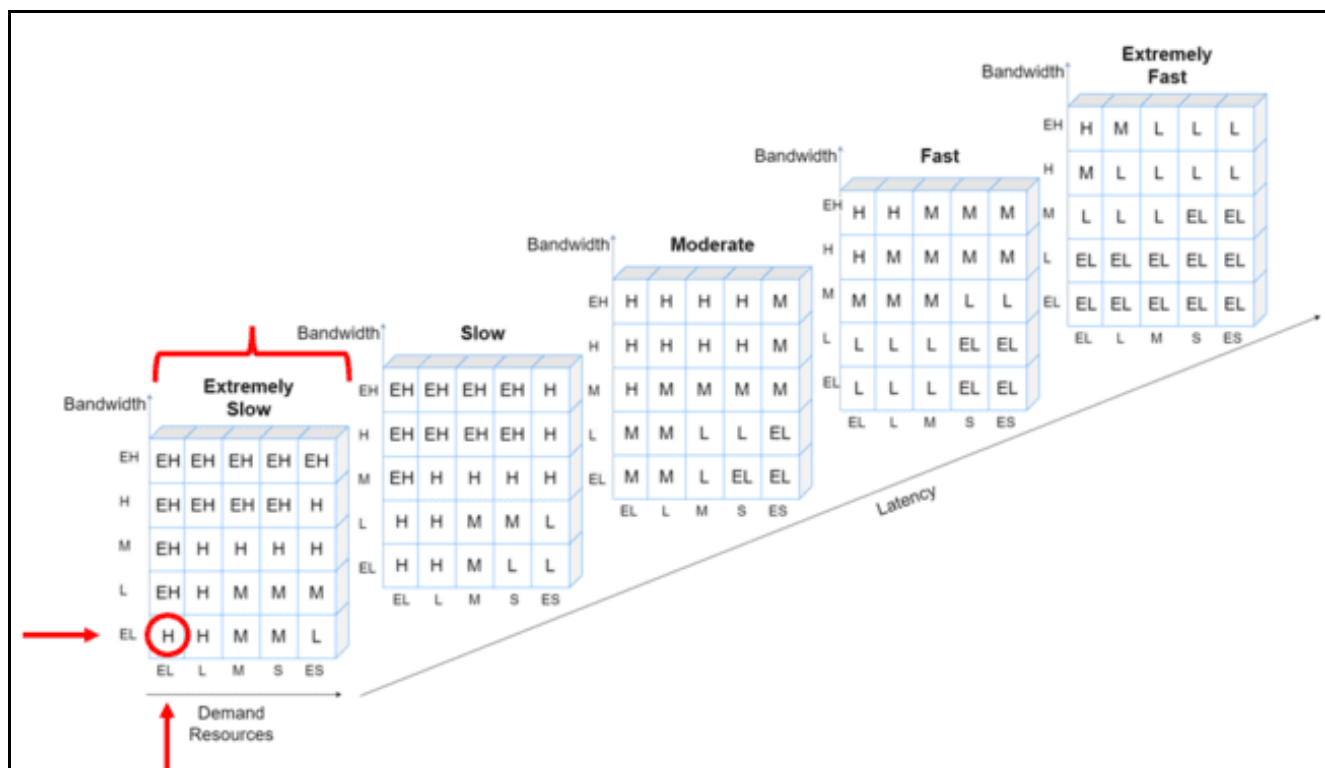 Extremely
Fast
Bandwidth
EH H M L L L
H M L L L L
M L L L EL EL
L EL EL EL EL EL
EL EL EL EL EL EL
EL L M S ES
Fast
Bandwidth
EH H H M M M
H H M M M M
M M M M L L
L L L L EL EL
EL L L L EL EL
EL L M S ES
Moderate
Bandwidth
EH H H H H M
H H H H H M
M H M M M M
L M M L L EL
EL M M L EL EL
EL L M S ES
Slow
Bandwidth
EH EH EH EH EH H
H EH EH EH EH H
M EH H H H H
L H H M M L
EL H H M L L
EL L M S ES
Extremely
Slow
Bandwidth
EH EH EH EH EH EH
H EH EH EH EH H
M EH H H H H
L EH H M M M
EL H H M M L
EL L M S ES
Demand
Resources
Latency